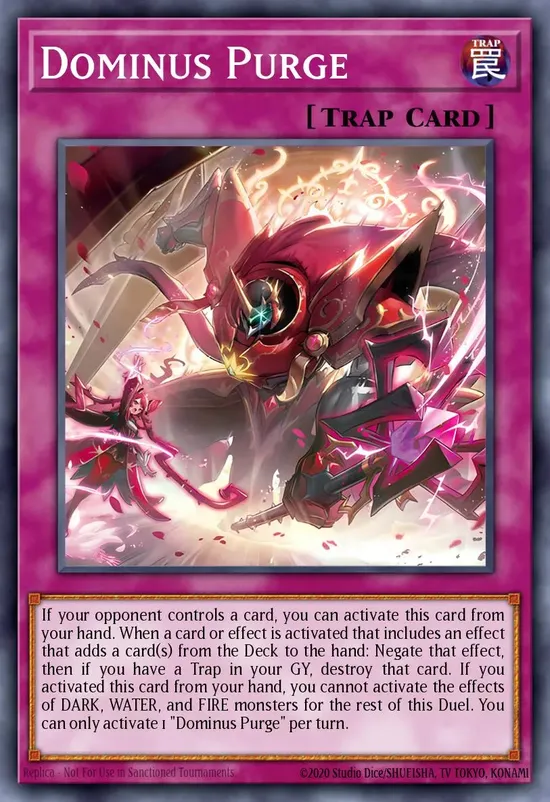 DOMINUS PURGE
TRAP
罠
[TRAP CARD]
If your opponent controls a card, you can activate this card from
your hand. When a card or effect is activated that includes an effect
that adds a card(s) from the Deck to the hand: Negate that effect,
then if you have a Trap in your GY, destroy that card. If you
activated this card from your hand, you cannot activate the effects
of DARK, WATER, and FIRE monsters for the rest of this Duel. You
can only activate 1 "Dominus Purge" per turn.
Replica - Not For Use in Sanctioned Tournaments
©2020 Studio Dice/SHUEISHA, TV TOKYO, KONAMI